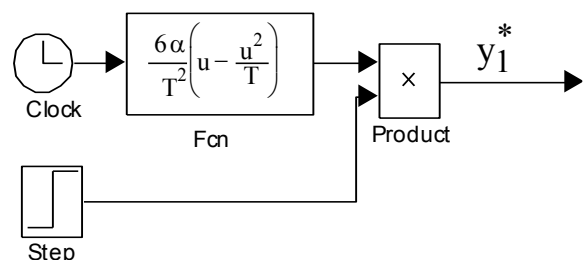 Clock
6α/T²(u − u²/T)
Fcn
×
Product
y₁*
Step